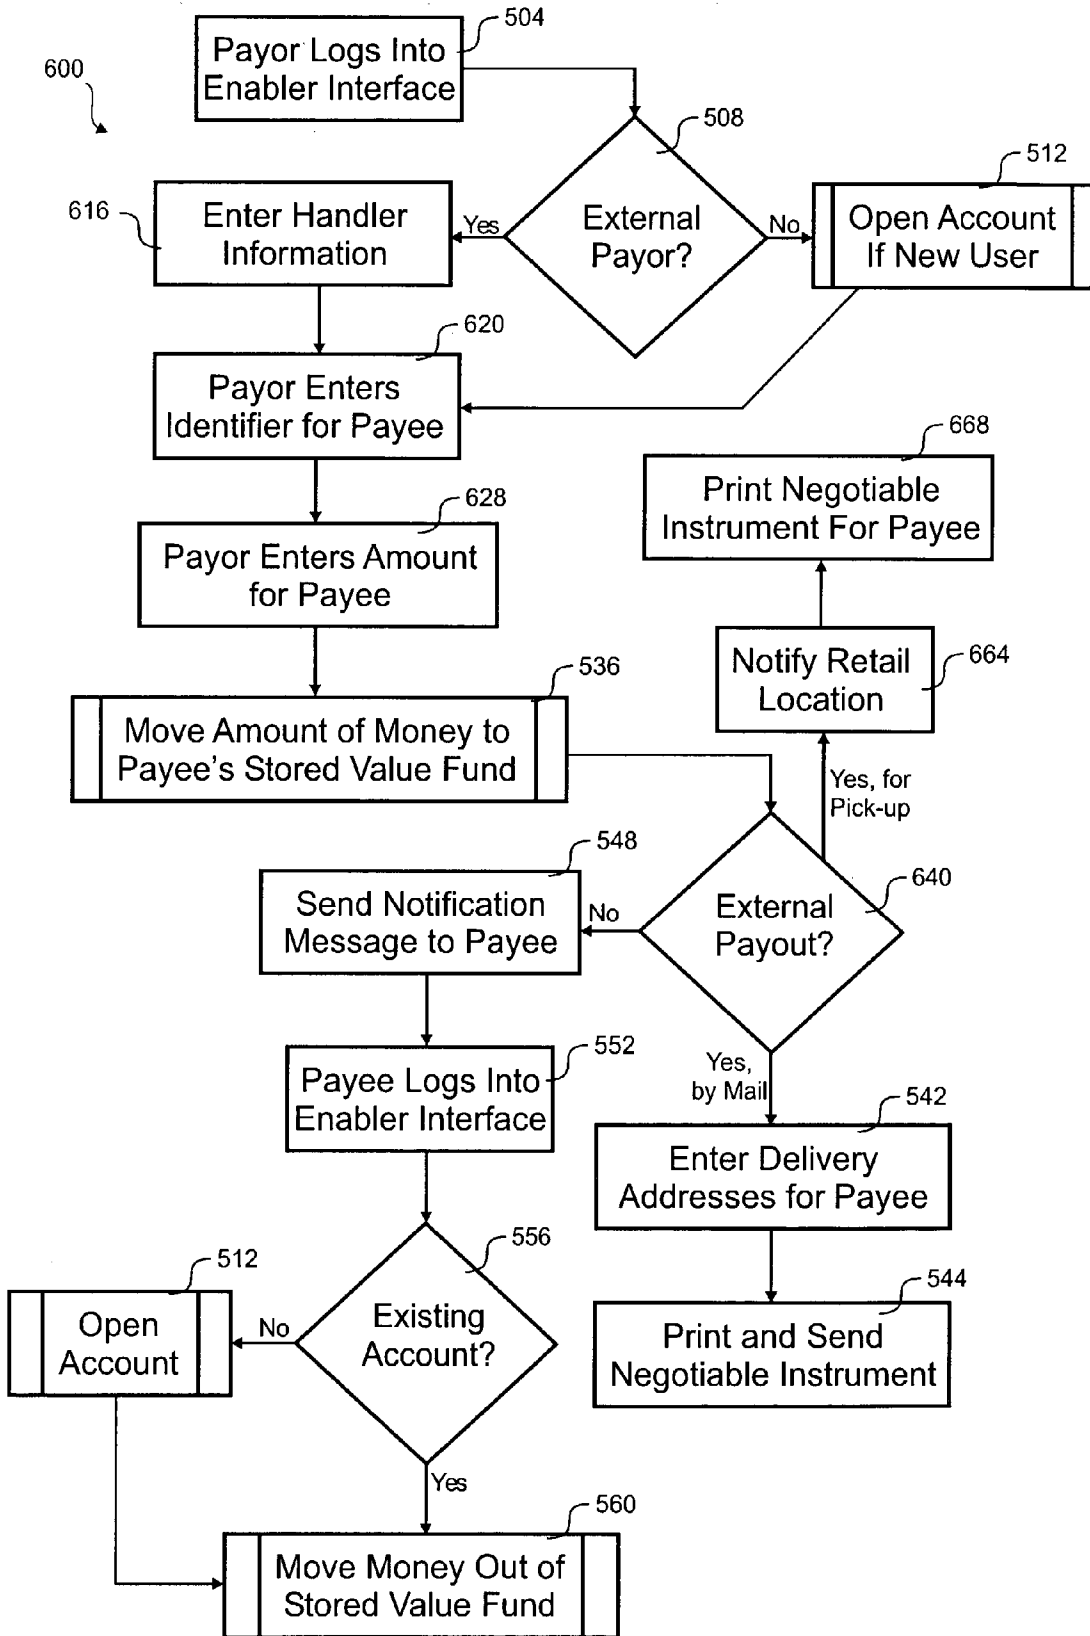 504
Payor Logs Into
Enabler Interface
600
508
512
616
Enter Handler
Information
Yes
External
Payor?
No
Open Account
If New User
620
Payor Enters
Identifier for Payee
668
Print Negotiable
Instrument For Payee
628
Payor Enters Amount
for Payee
Notify Retail
Location
664
536
Move Amount of Money to
Payee's Stored Value Fund
Yes, for
Pick-up
548
Send Notification
Message to Payee
No
External
Payout?
640
552
Payee Logs Into
Enabler Interface
Yes,
by Mail
542
Enter Delivery
Addresses for Payee
556
512
Open
Account
No
Existing
Account?
544
Print and Send
Negotiable Instrument
Yes
560
Move Money Out of
Stored Value Fund